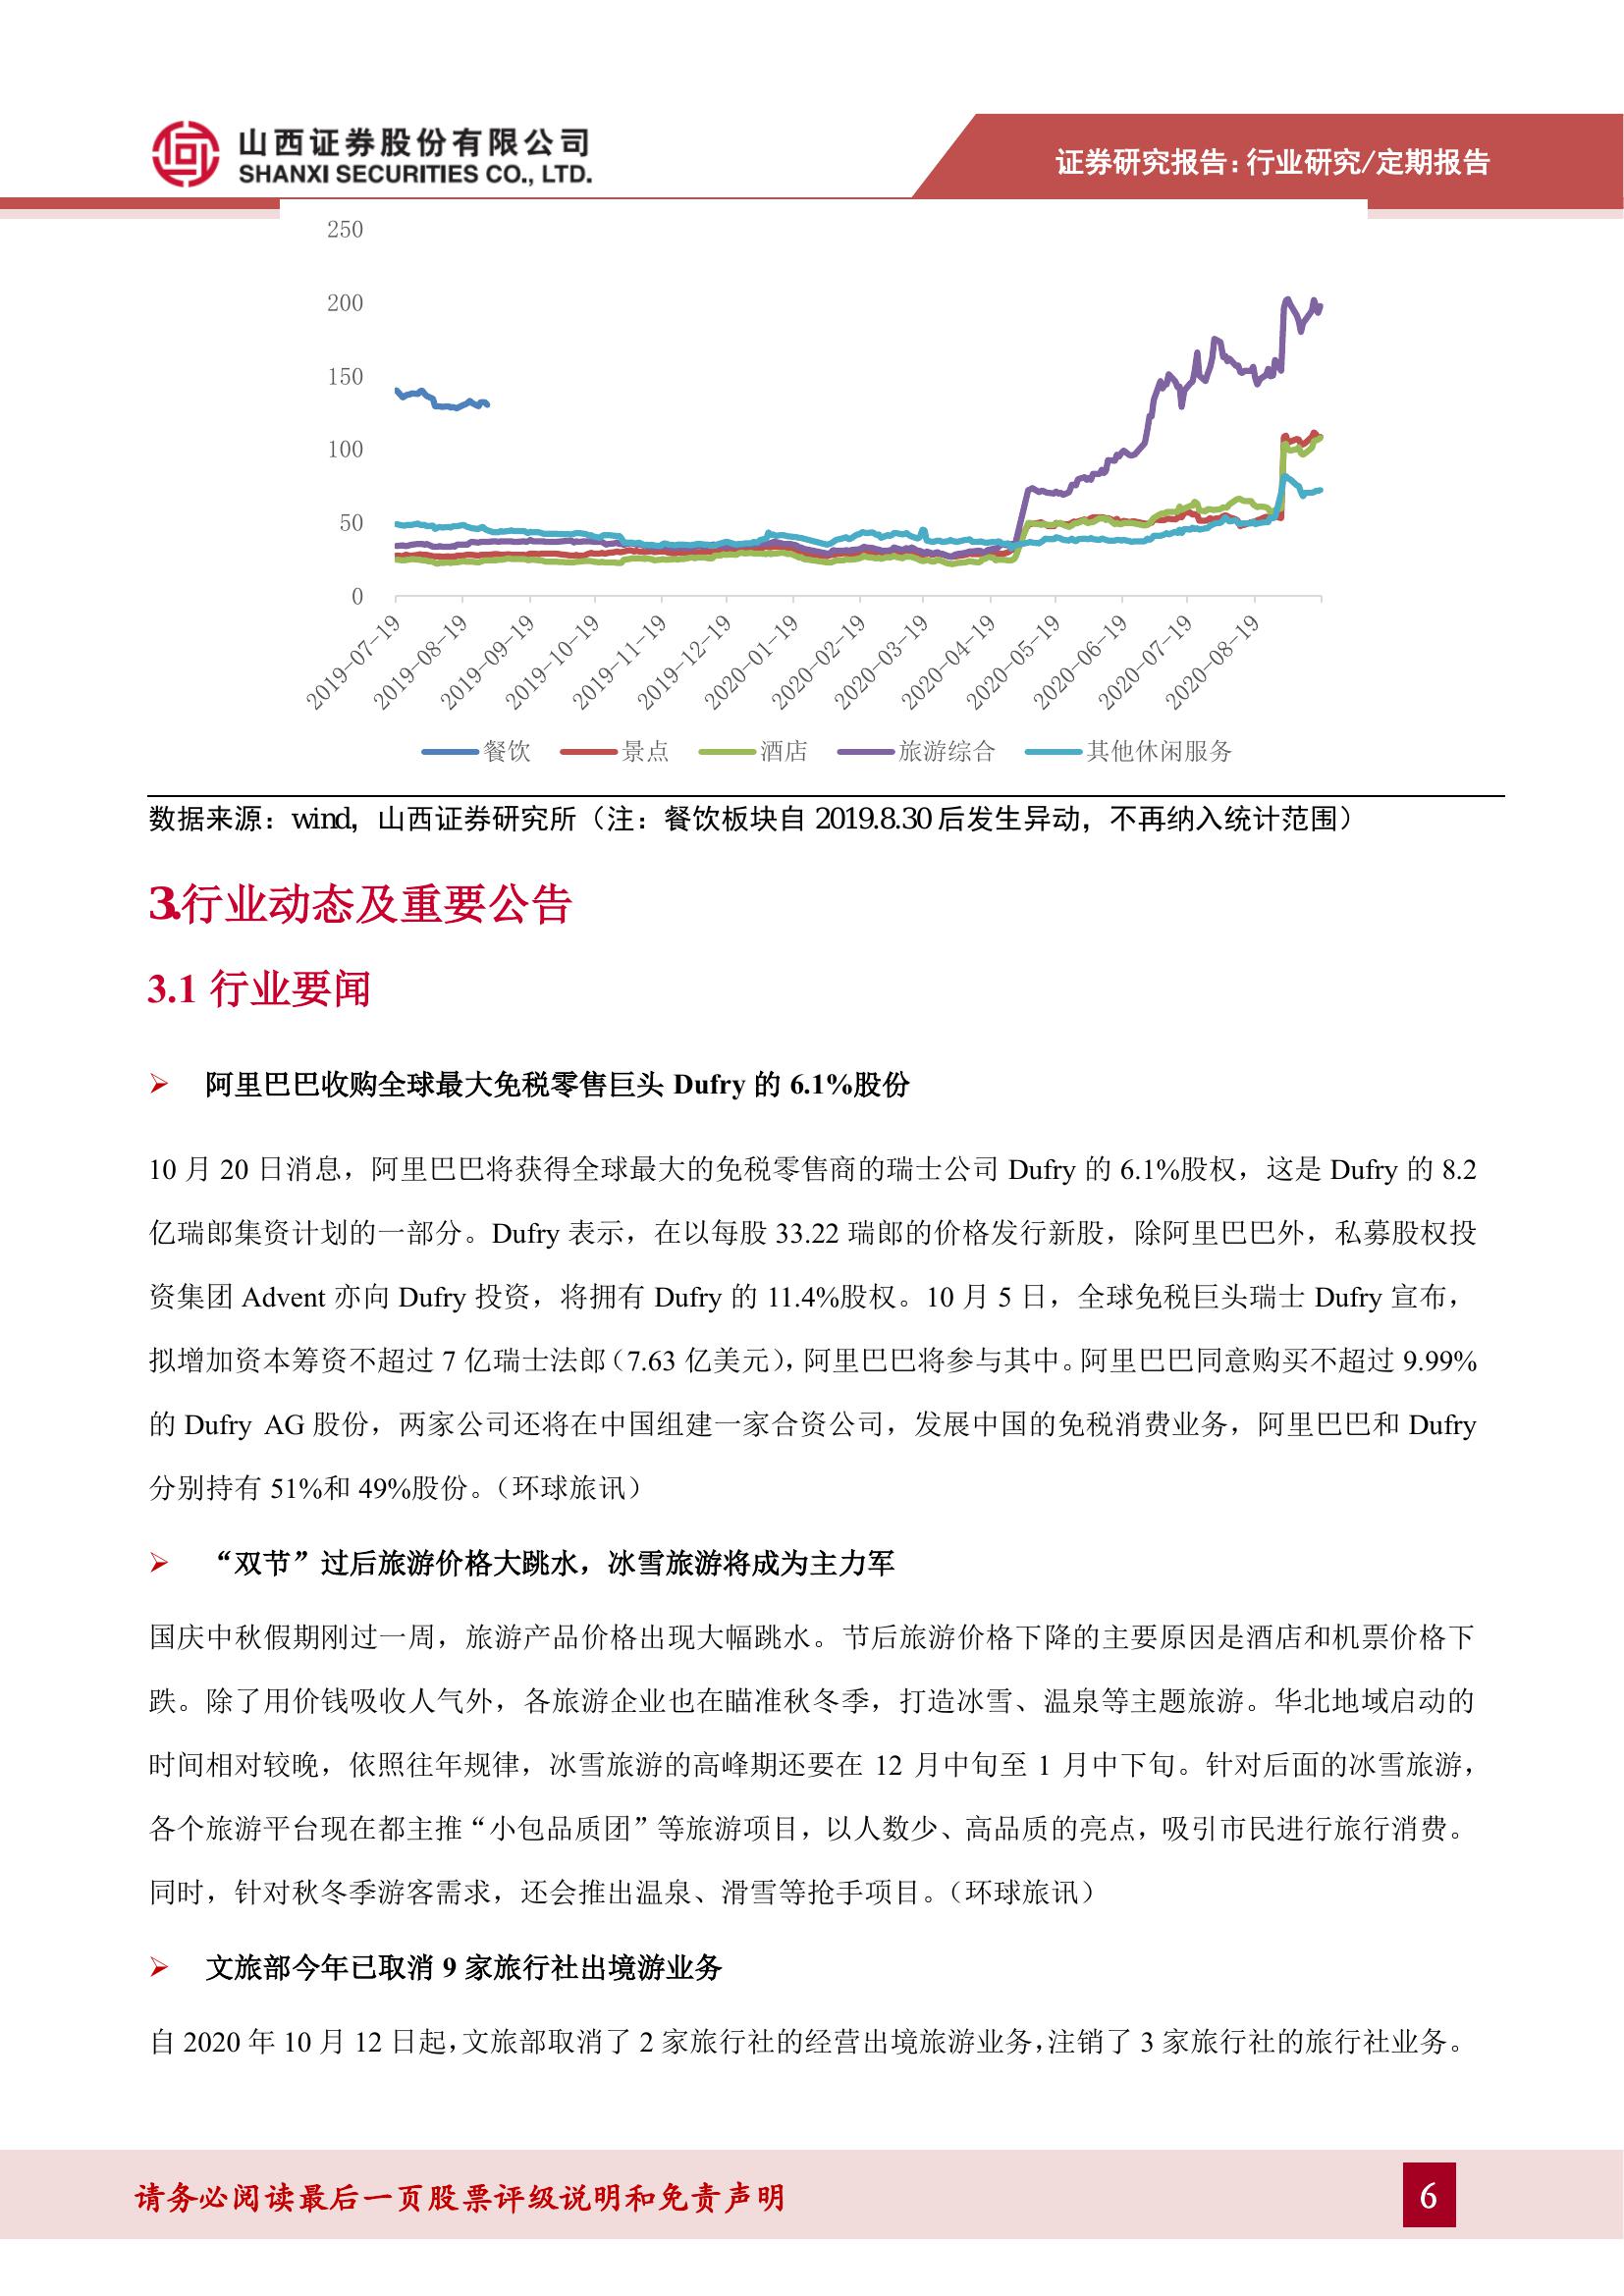 山西证券股份有限公司
SHANXI SECURITIES CO., LTD.
证券研究报告：行业研究/定期报告
250
200
150
100
50
0
2019-07-19
2019-08-19
2019-09-19
2019-10-19
2019-11-19
2019-12-19
2020-01-19
2020-02-19
2020-03-19
2020-04-19
2020-05-19
2020-06-19
2020-07-19
2020-08-19
餐饮 景点 酒店 旅游综合 其他休闲服务
数据来源：wind，山西证券研究所（注：餐饮板块自 2019.8.30 后发生异动，不再纳入统计范围）
3.行业动态及重要公告
3.1 行业要闻
➢ 阿里巴巴收购全球最大免税零售巨头 Dufry 的 6.1%股份
10 月 20 日消息，阿里巴巴将获得全球最大的免税零售商的瑞士公司 Dufry 的 6.1%股权，这是 Dufry 的 8.2
亿瑞郎集资计划的一部分。Dufry 表示，在以每股 33.22 瑞郎的价格发行新股，除阿里巴巴外，私募股权投
资集团 Advent 亦向 Dufry 投资，将拥有 Dufry 的 11.4%股权。10 月 5 日，全球免税巨头瑞士 Dufry 宣布，
拟增加资本筹资不超过 7 亿瑞士法郎（7.63 亿美元），阿里巴巴将参与其中。阿里巴巴同意购买不超过 9.99%
的 Dufry AG 股份，两家公司还将在中国组建一家合资公司，发展中国的免税消费业务，阿里巴巴和 Dufry
分别持有 51%和 49%股份。（环球旅讯）
➢ “双节”过后旅游价格大跳水，冰雪旅游将成为主力军
国庆中秋假期刚过一周，旅游产品价格出现大幅跳水。节后旅游价格下降的主要原因是酒店和机票价格下
跌。除了用价钱吸收人气外，各旅游企业也在瞄准秋冬季，打造冰雪、温泉等主题旅游。华北地域启动的
时间相对较晚，依照往年规律，冰雪旅游的高峰期还要在 12 月中旬至 1 月中下旬。针对后面的冰雪旅游，
各个旅游平台现在都主推“小包品质团”等旅游项目，以人数少、高品质的亮点，吸引市民进行旅行消费。
同时，针对秋冬季游客需求，还会推出温泉、滑雪等抢手项目。（环球旅讯）
➢ 文旅部今年已取消 9 家旅行社出境游业务
自 2020 年 10 月 12 日起，文旅部取消了 2 家旅行社的经营出境旅游业务，注销了 3 家旅行社的旅行社业务。
请务必阅读最后一页股票评级说明和免责声明
6